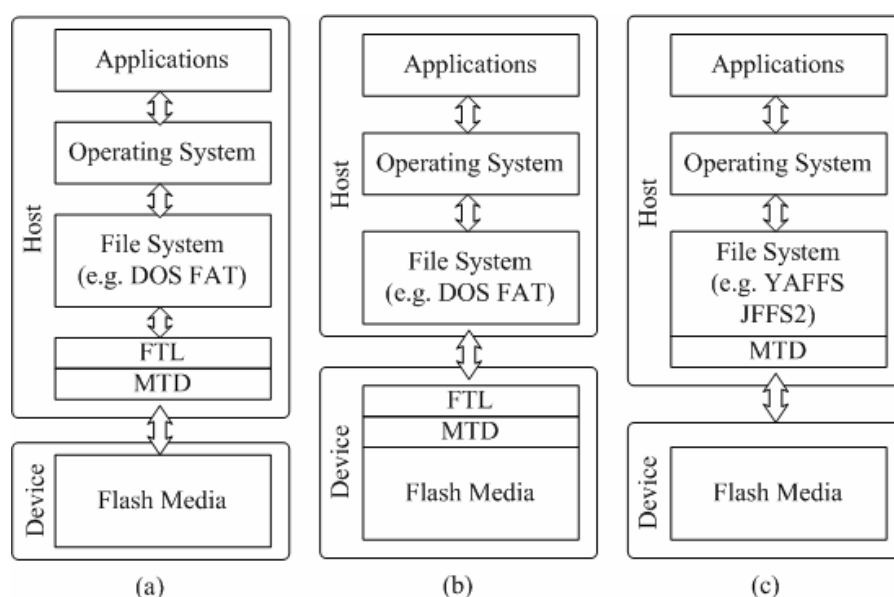 Host
Applications
Operating System
File System
(e.g. DOS FAT)
FTL
MTD
Device
Flash Media
(a)
Host
Applications
Operating System
File System
(e.g. DOS FAT)
Device
FTL
MTD
Flash Media
(b)
Host
Applications
Operating System
File System
(e.g. YAFFS
JFFS2)
MTD
Device
Flash Media
(c)